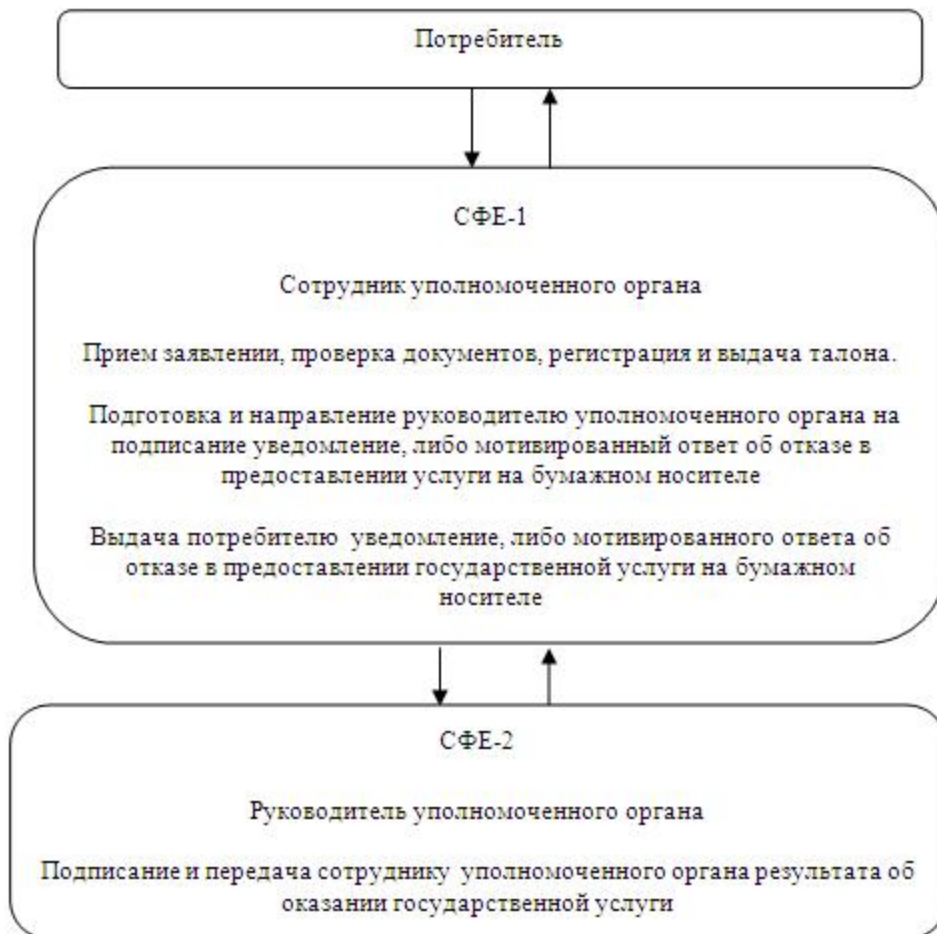 Потребитель
СФЕ-1
Сотрудник уполномоченного органа
Прием заявлении, проверка документов, регистрация и выдача талона.
Подготовка и направление руководителю уполномоченного органа на
подписание уведомление, либо мотивированный ответ об отказе в
предоставлении услуги на бумажном носителе
Выдача потребителю уведомление, либо мотивированного ответа об
отказе в предоставлении государственной услуги на бумажном
носителе
СФЕ-2
Руководитель уполномоченного органа
Подписание и передача сотруднику уполномоченного органа результата об
оказании государственной услуги